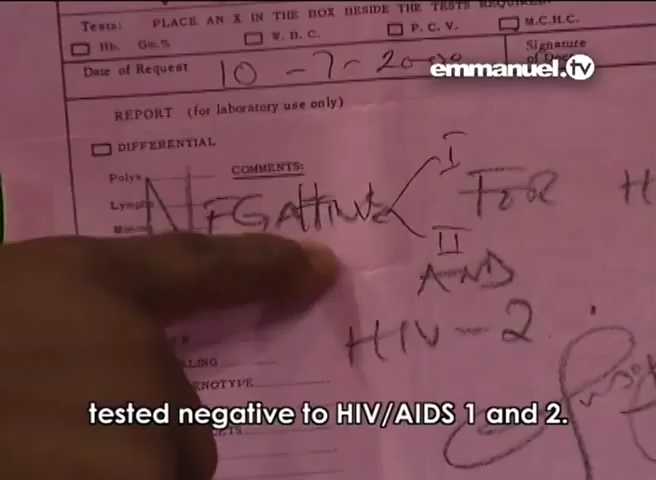 Tests: PLACE AN X IN THE BOX BESIDE THE TESTS REQUIRED.
Hb. Gm.% W. B. C. P. C. V. M.C.H.C.
Signature
Date of Request 10 - 7 - 2000
emmanuel.tv
REPORT (for laboratory use only)
DIFFERENTIAL
COMMENTS:
Polys
Lymph
NEGATIVE I II FOR H
AND
HIV - 2
tested negative to HIV/AIDS 1 and 2.